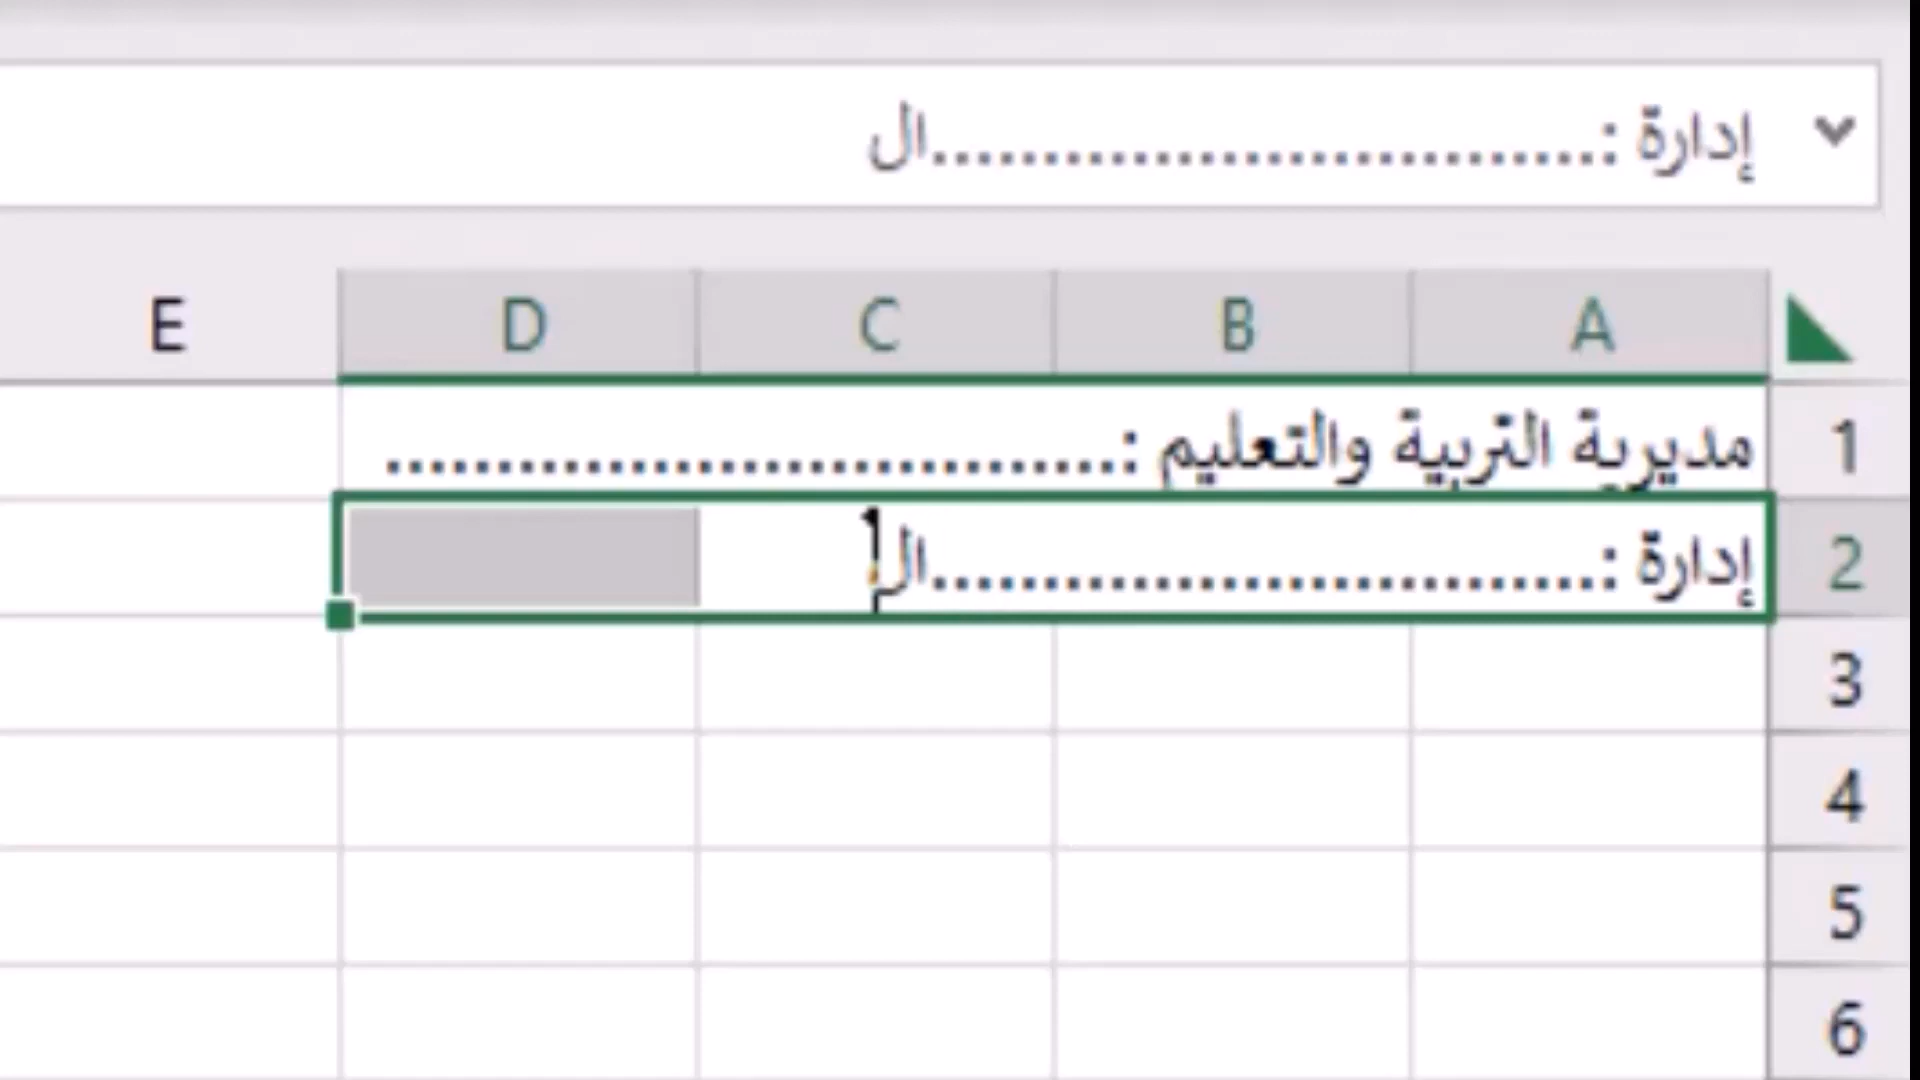 إدارة :..............................ال
A B C D E
1 مديرية التربية والتعليم :.................................
2 إدارة :..............................ال
3
4
5
6